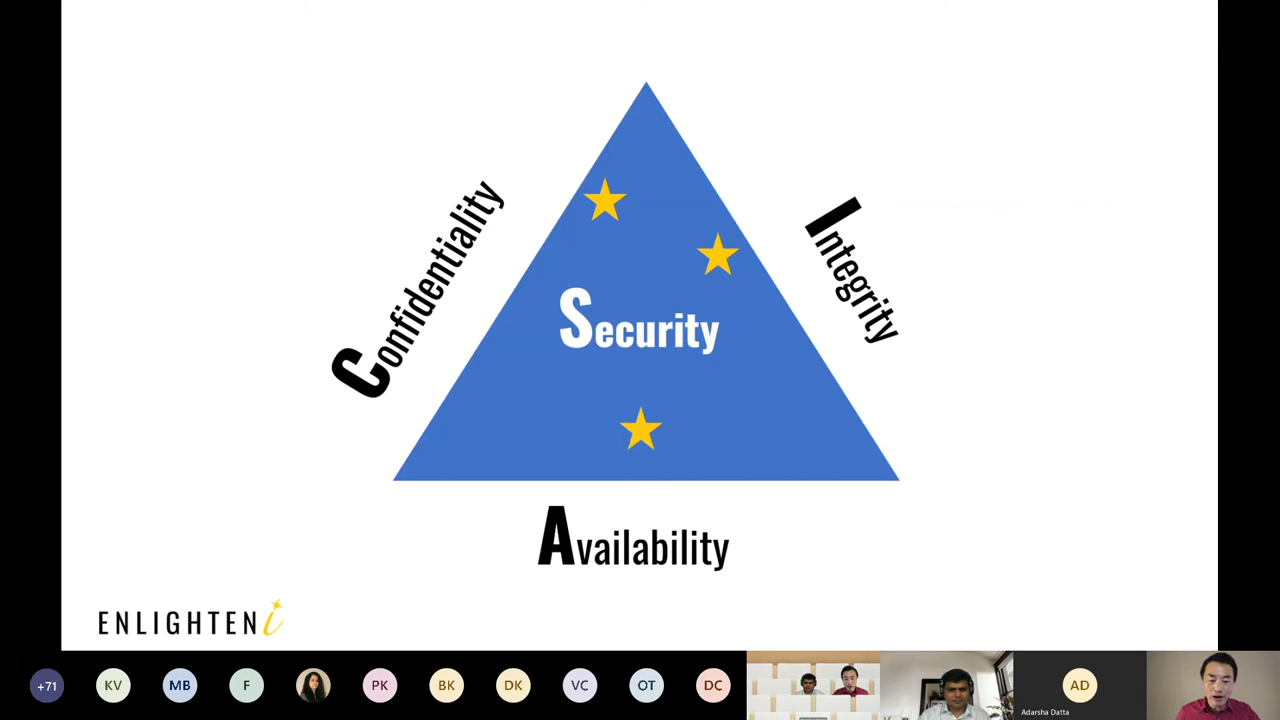 Confidentiality
Integrity
Security
Availability
ENLIGHTENi
+71
KV
MB
F
PK
BK
DK
VC
OT
DC
AD
Adarsha Datta